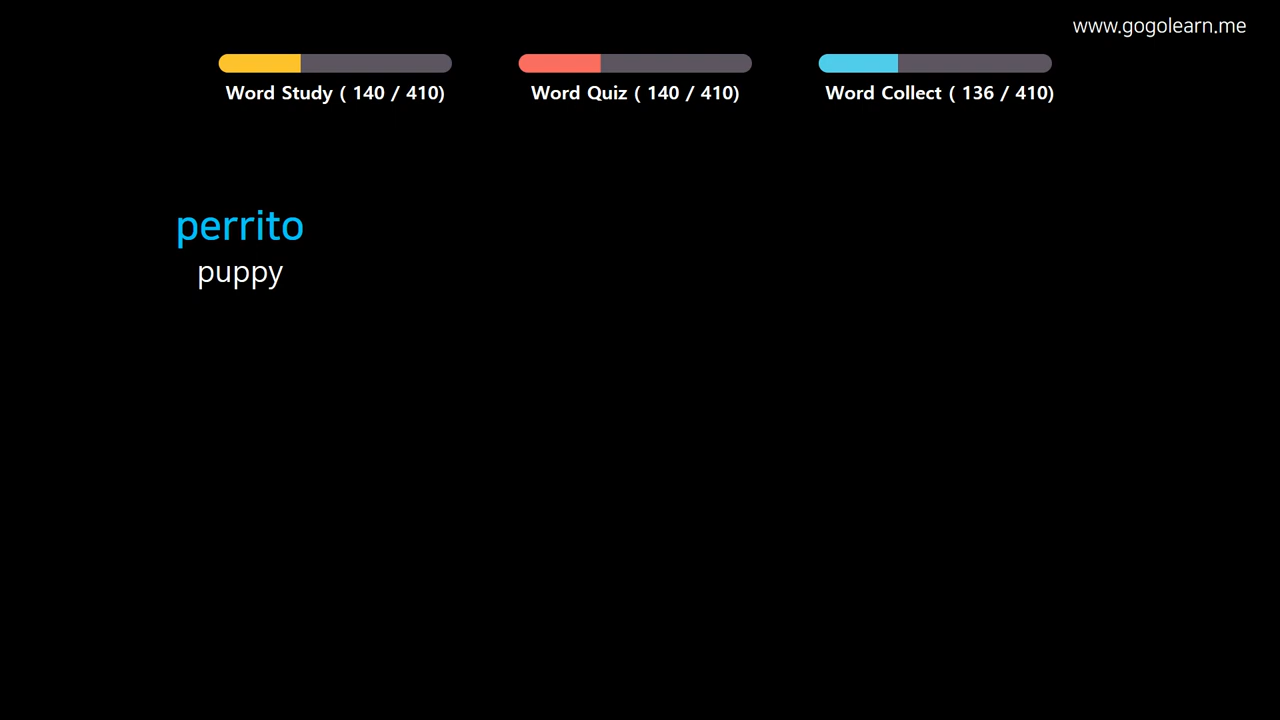 www.gogolearn.me
Word Study ( 140 / 410)
Word Quiz ( 140 / 410)
Word Collect ( 136 / 410)
perrito
puppy